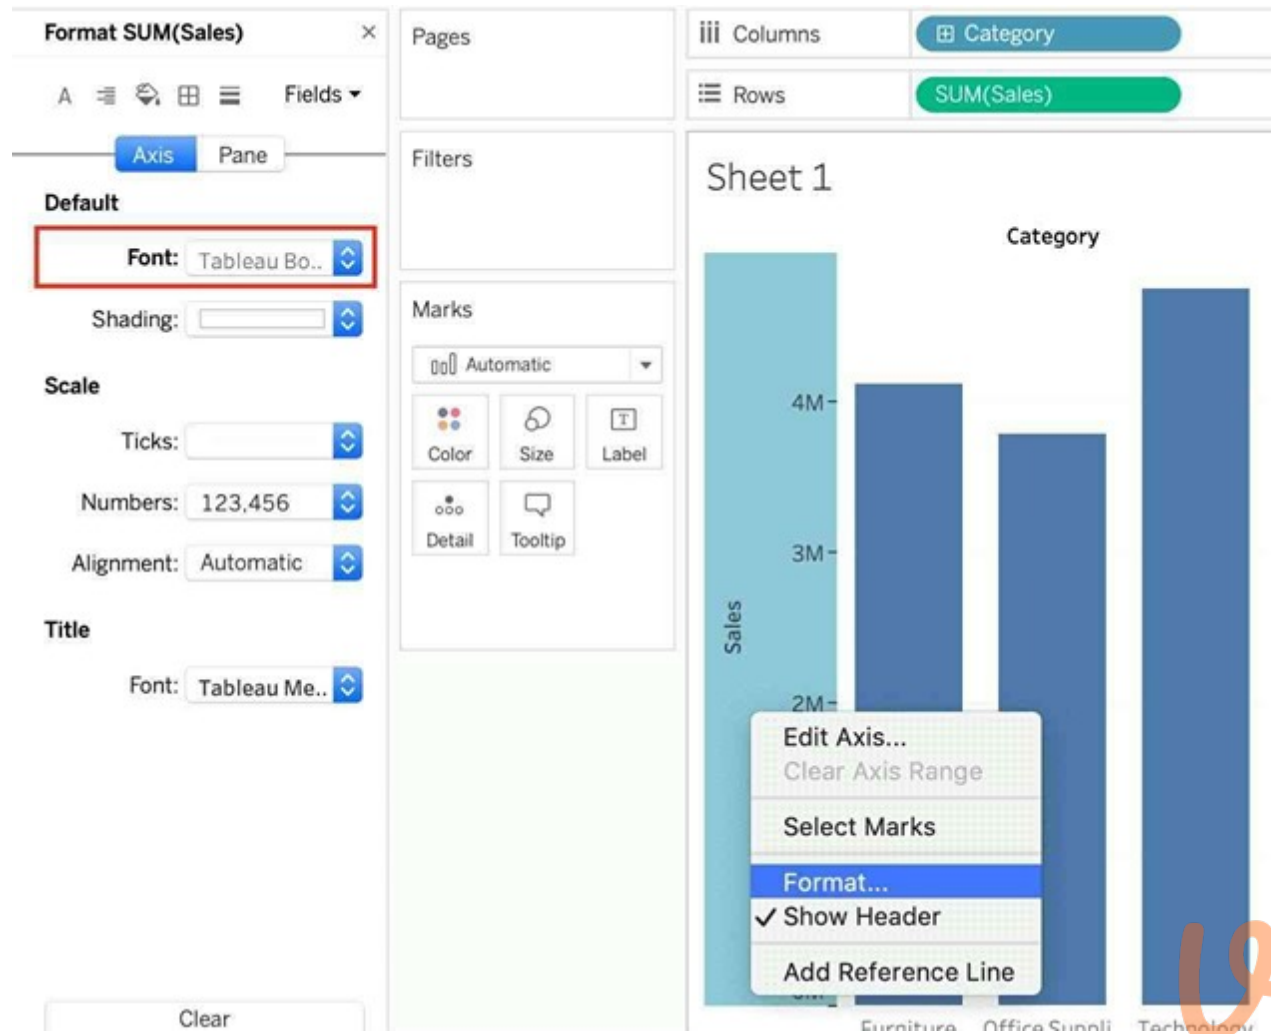 Format SUM(Sales) ×
A Fields
Axis Pane
Default
Font: Tableau Bo..
Shading:
Scale
Ticks:
Numbers: 123,456
Alignment: Automatic
Title
Font: Tableau Me..
Clear
Pages
Filters
Marks
Automatic
Color Size T Label
Detail Tooltip
Columns Category
Rows SUM(Sales)
Sheet 1
Category
4M
3M
Sales
2M
Edit Axis...
Clear Axis Range
Select Marks
Format...
✓ Show Header
Add Reference Line
Furniture Office Suppli Technology